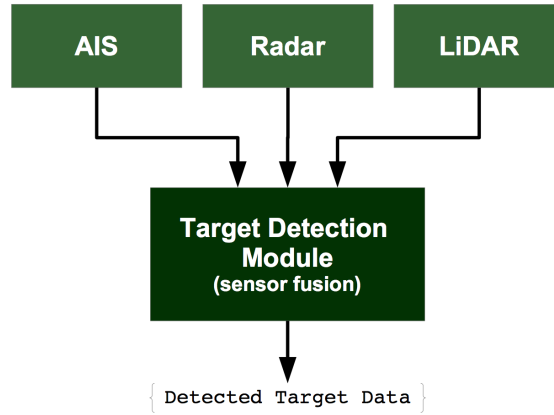 AIS
Radar
LiDAR
Target Detection
Module
(sensor fusion)
{ Detected Target Data }